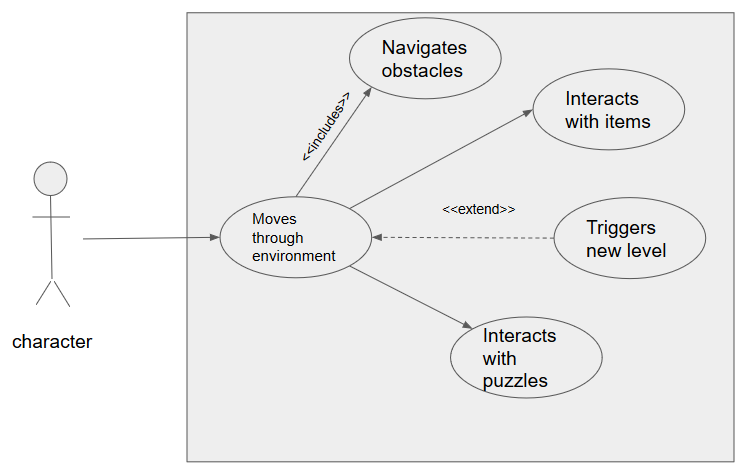 Navigates
obstacles
<<includes>>
Interacts
with items
Moves
through
environment
<<extend>>
Triggers
new level
Interacts
with
puzzles
character